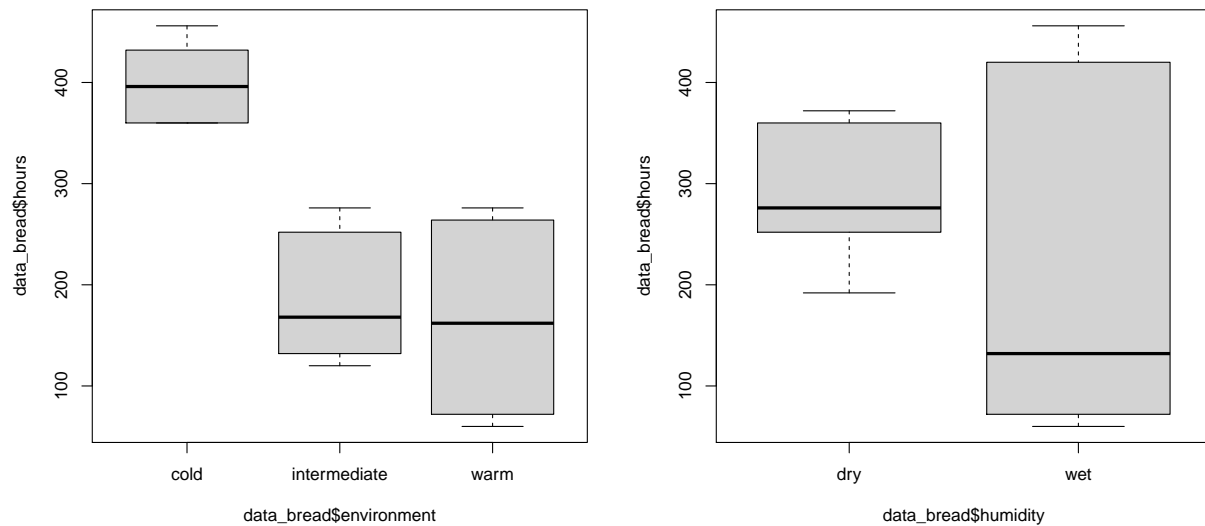 data_bread$hours
400
300
200
100
cold intermediate warm
data_bread$environment
data_bread$hours
400
300
200
100
dry wet
data_bread$humidity